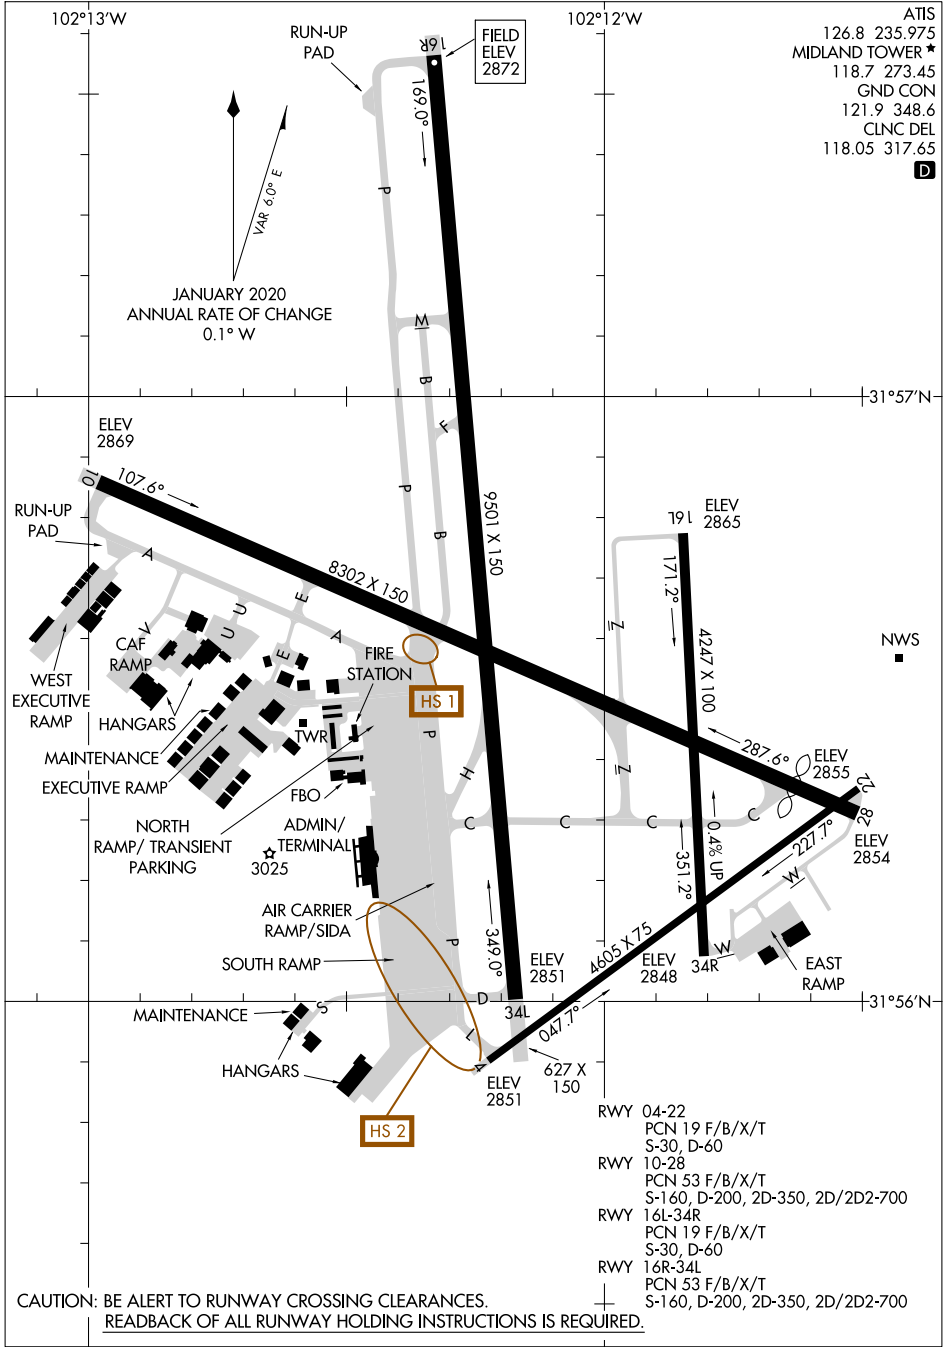 102°13'W
102°12'W
ATIS
126.8 235.975
MIDLAND TOWER ★
118.7 273.45
GND CON
121.9 348.6
CLNC DEL
118.05 317.65
D
RUN-UP
PAD
16R
FIELD
ELEV
2872
169.0°
VAR 6.0° E
P
JANUARY 2020
ANNUAL RATE OF CHANGE
0.1° W
M
B
F
31°57'N
ELEV
2869
10
107.6°
P
9501 X 150
B
RUN-UP
PAD
A
ELEV
2865
16L
171.2°
8302 X 150
E
U
U
V
A
E
Z
4247 X 100
NWS
CAF
RAMP
FIRE
STATION
WEST
EXECUTIVE
RAMP
HANGARS
HS 1
MAINTENANCE
TWR
P
EXECUTIVE RAMP
H
Z
287.6°
ELEV
2855
22
FBO
NORTH
RAMP/ TRANSIENT
PARKING
ADMIN/
TERMINAL
3025
C
C
C
C
0.4% UP
351.2°
227.7°
28
ELEV
2854
W
AIR CARRIER
RAMP/SIDA
P
349.0°
4605 X 75
W
SOUTH RAMP
ELEV
2851
ELEV
2848
34R
EAST
RAMP
D
34L
31°56'N
S
MAINTENANCE
L
047.7°
HANGARS
4
ELEV
2851
627 X
150
HS 2
RWY 04-22
PCN 19 F/B/X/T
S-30, D-60
RWY 10-28
PCN 53 F/B/X/T
S-160, D-200, 2D-350, 2D/2D2-700
RWY 16L-34R
PCN 19 F/B/X/T
S-30, D-60
RWY 16R-34L
PCN 53 F/B/X/T
S-160, D-200, 2D-350, 2D/2D2-700
CAUTION: BE ALERT TO RUNWAY CROSSING CLEARANCES.
READBACK OF ALL RUNWAY HOLDING INSTRUCTIONS IS REQUIRED.